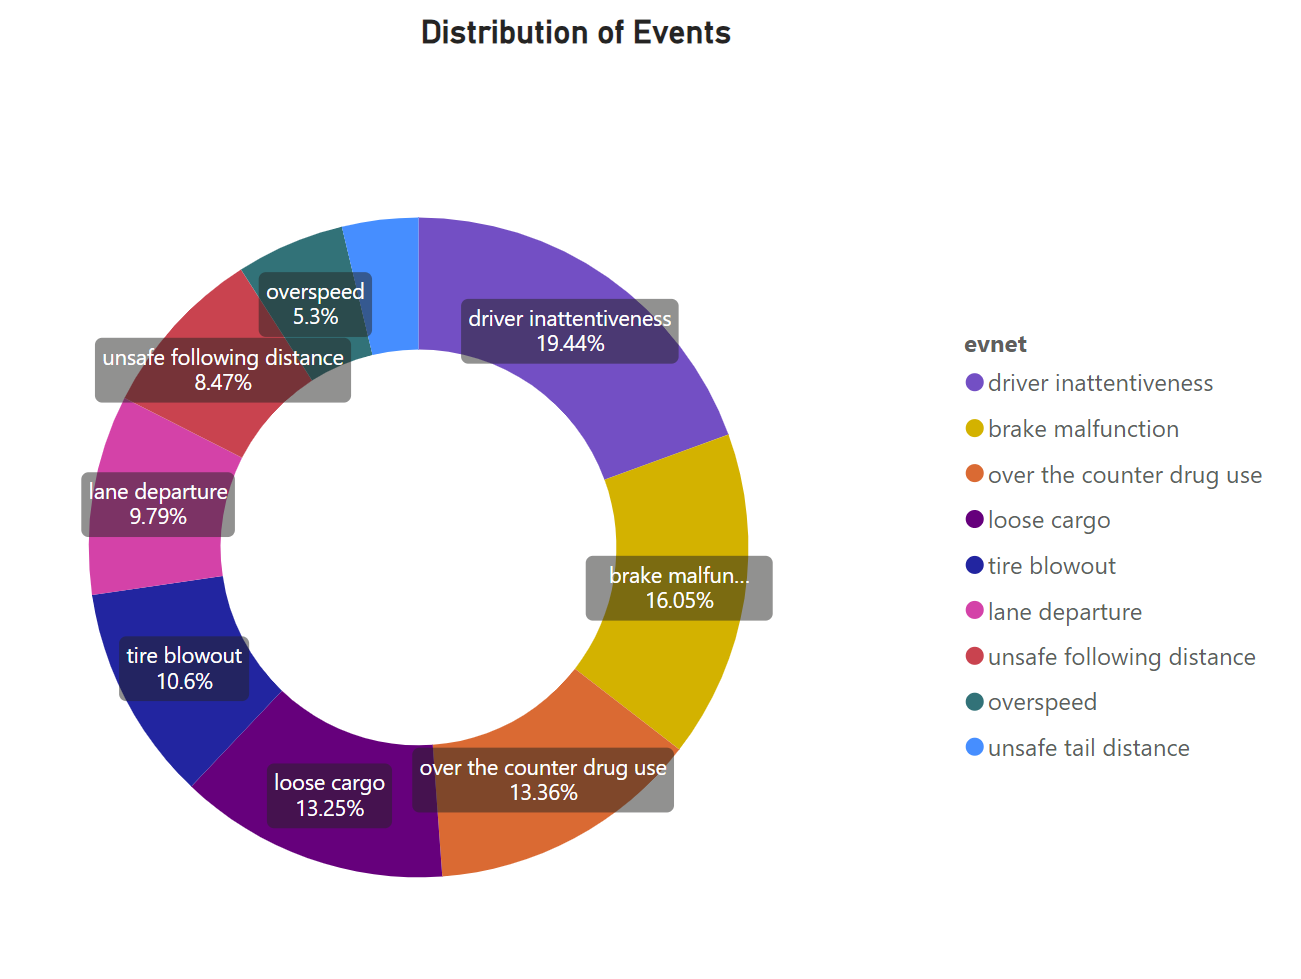 Distribution of Events
overspeed
5.3%
driver inattentiveness
19.44%
unsafe following distance
8.47%
lane departure
9.79%
brake malfun...
16.05%
tire blowout
10.6%
loose cargo
13.25%
over the counter drug use
13.36%
evnet
driver inattentiveness
brake malfunction
over the counter drug use
loose cargo
tire blowout
lane departure
unsafe following distance
overspeed
unsafe tail distance